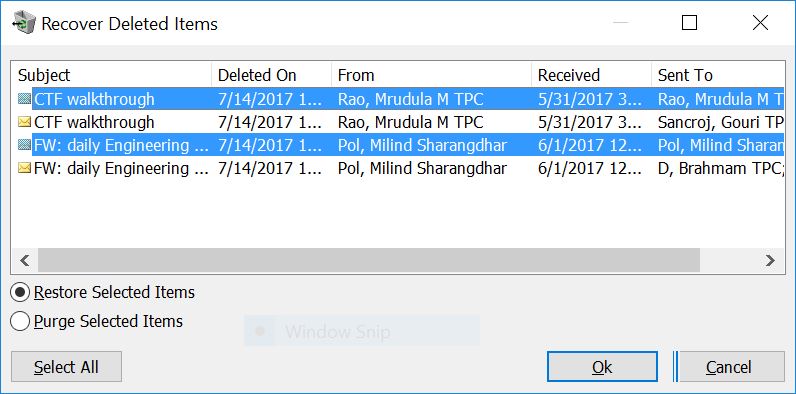 Recover Deleted Items
Subject Deleted On From Received Sent To
CTF walkthrough 7/14/2017 1... Rao, Mrudula M TPC 5/31/2017 3... Rao, Mrudula M T
CTF walkthrough 7/14/2017 1... Rao, Mrudula M TPC 5/31/2017 3... Sancroj, Gouri TP
FW: daily Engineering ... 7/14/2017 1... Pol, Milind Sharangdhar 6/1/2017 12... Pol, Milind Sharan
FW: daily Engineering ... 7/14/2017 1... Pol, Milind Sharangdhar 6/1/2017 12... D, Brahmam TPC;
Restore Selected Items
Purge Selected Items
Window Snip
Select All Ok Cancel